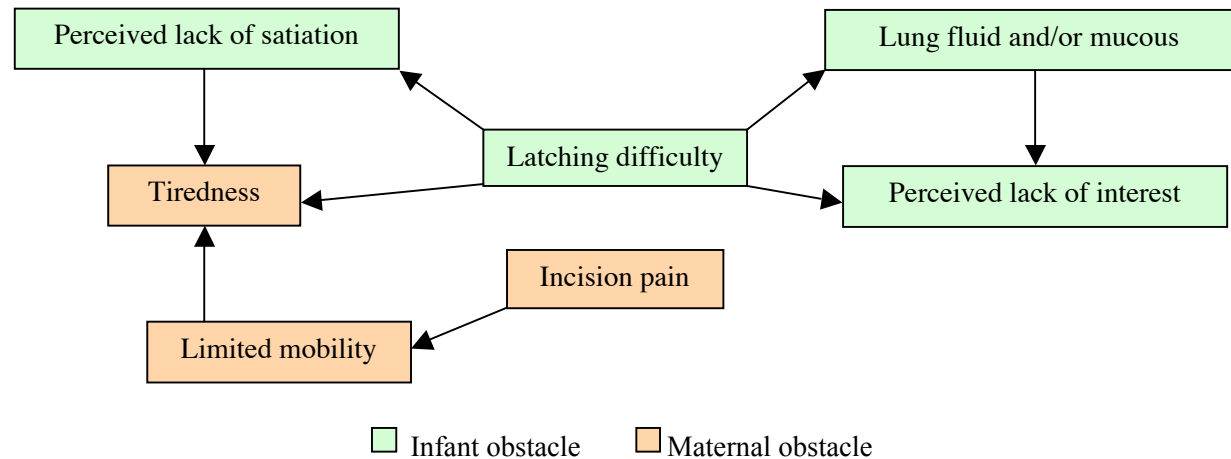 Perceived lack of satiation
Lung fluid and/or mucous
Latching difficulty
Tiredness
Perceived lack of interest
Incision pain
Limited mobility
Infant obstacle
Maternal obstacle